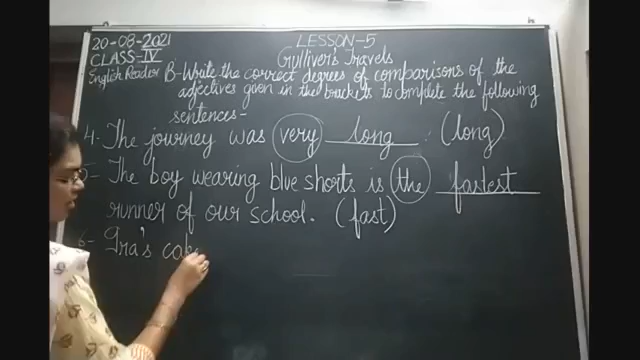 20-08-2021
CLASS-IV
English Reader
LESSON-5
Gulliver's Travels
B-Write the correct degrees of comparisons of the
adjectives given in the brackets to complete the following
sentences-
4- The journey was very long. (long)
5- The boy wearing blue shorts is the fastest
runner of our school. (fast)
6- Ira's cak